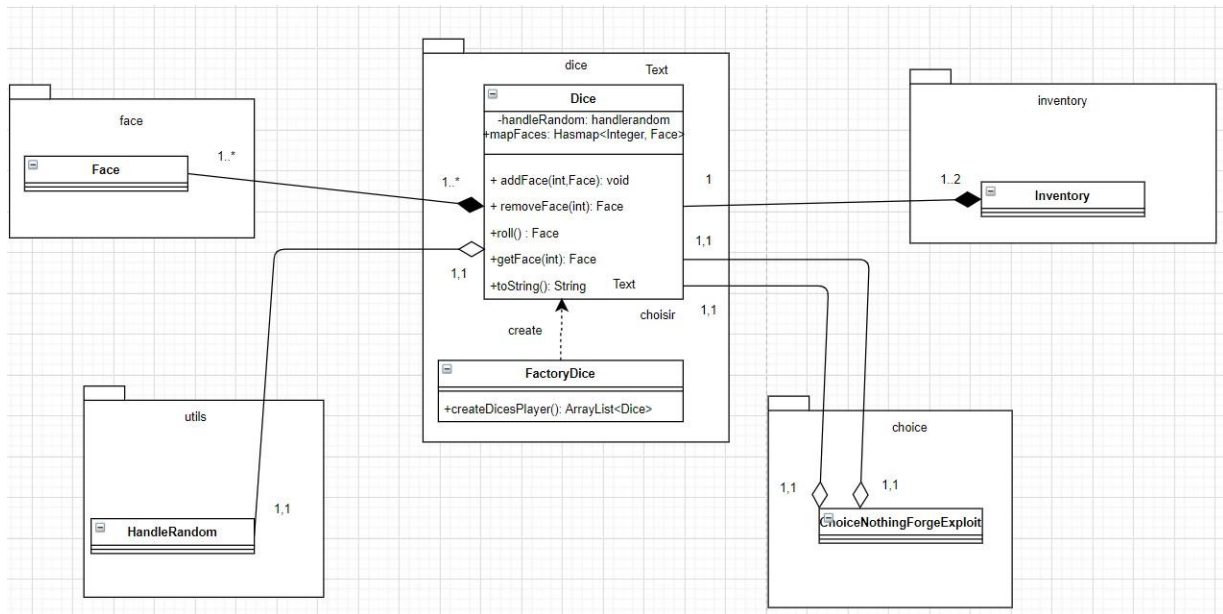 face
Face
1..*
dice
Text
Dice
-handleRandom: handlerandom
+mapFaces: Hasmap<Integer, Face>
+ addFace(int,Face): void
+ removeFace(int): Face
+roll() : Face
+getFace(int): Face
+toString(): String
Text
1..*
1,1
1
1,1
1,1
choisir
create
FactoryDice
+createDicesPlayer(): ArrayList<Dice>
inventory
1..2
Inventory
utils
1,1
HandleRandom
choice
1,1
1,1
ChoiceNothingForgeExploit